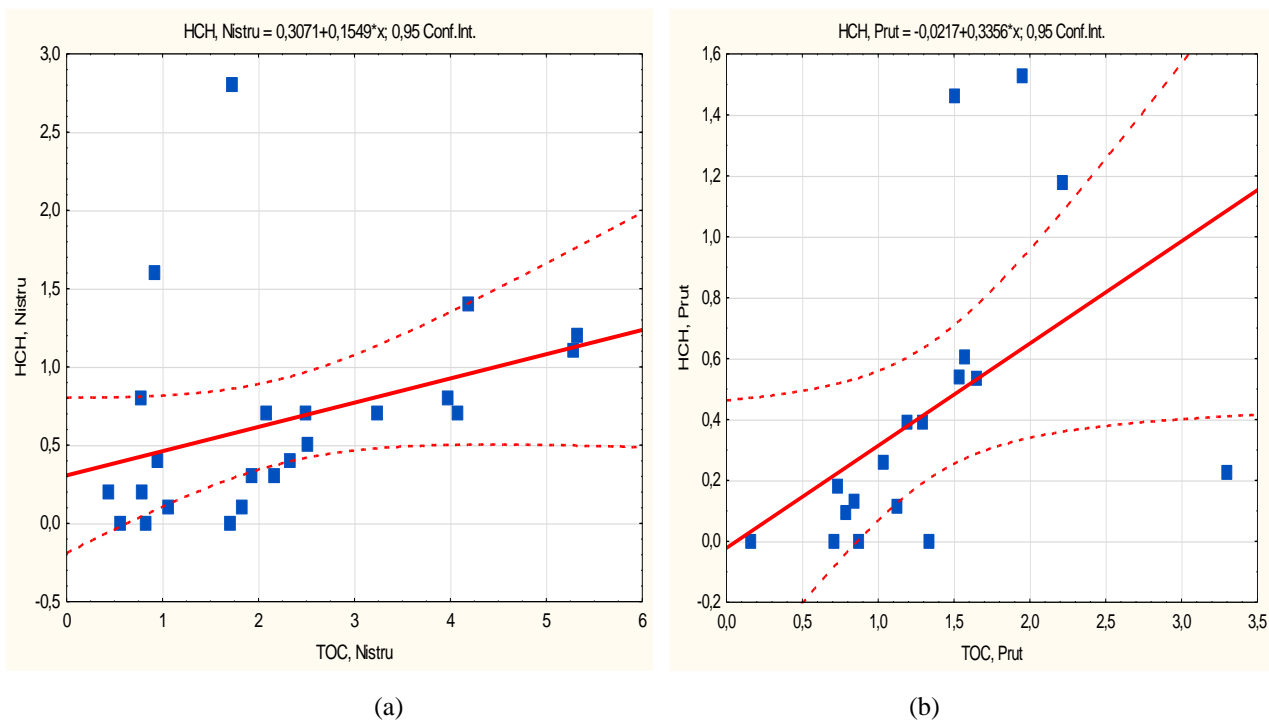 HCH, Nistru = 0,3071+0,1549*x; 0,95 Conf.Int.
3,0
2,5
2,0
1,5
1,0
0,5
0,0
-0,5
HCH, Nistru
0 1 2 3 4 5 6
TOC, Nistru
(a)
HCH, Prut = -0,0217+0,3356*x; 0,95 Conf.Int.
1,6
1,4
1,2
1,0
0,8
0,6
0,4
0,2
0,0
-0,2
HCH, Prut
0,0 0,5 1,0 1,5 2,0 2,5 3,0 3,5
TOC, Prut
(b)